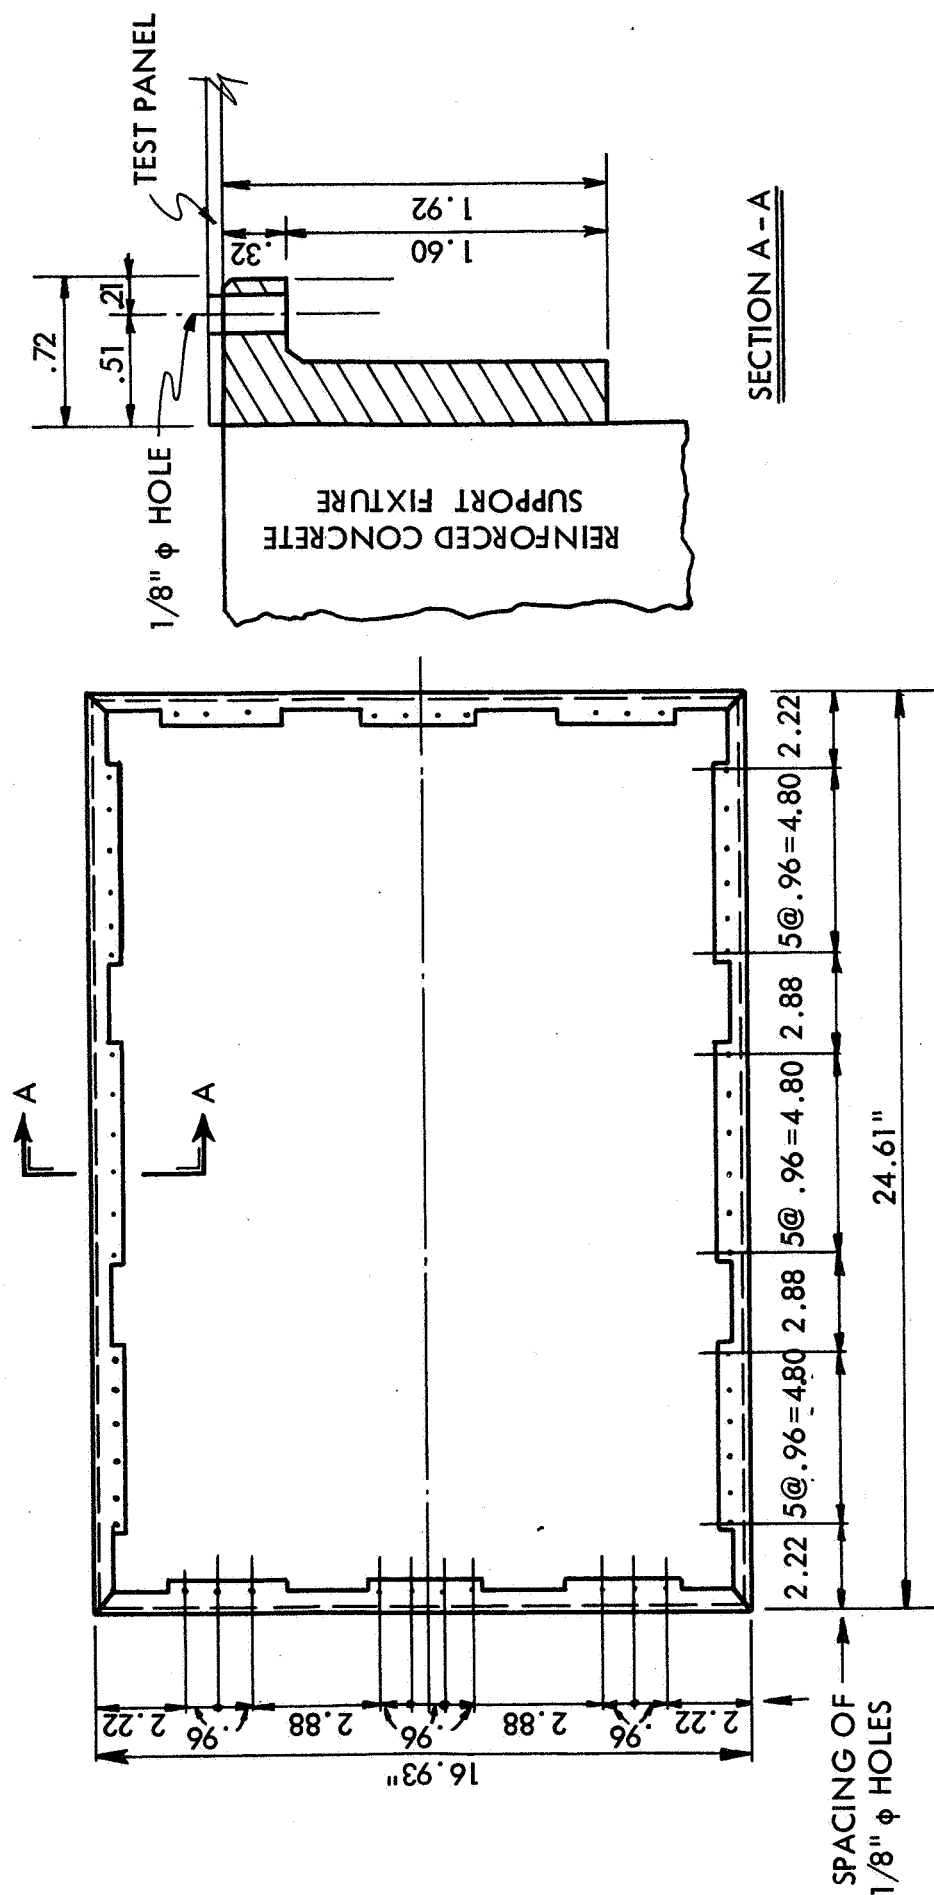 TEST PANEL
.72
.51
.21
1/8" φ HOLE
.32
1.60
1.92
REINFORCED CONCRETE
SUPPORT FIXTURE
SECTION A-A
A
A
2.22
.96
2.88
.96
2.88
.96
2.22
16.93"
2.22
5@.96=4.80
2.88
5@ .96=4.80
2.88
5@.96=4.80
2.22
24.61"
SPACING OF
1/8" φ HOLES